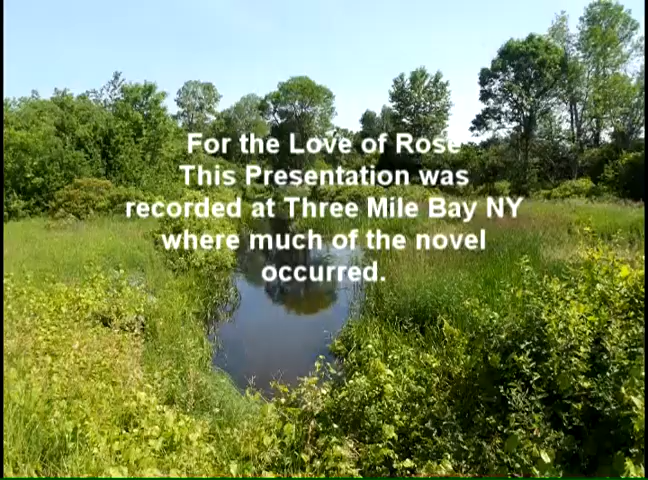 For the Love of Rose
This Presentation was
recorded at Three Mile Bay NY
where much of the novel
occurred.